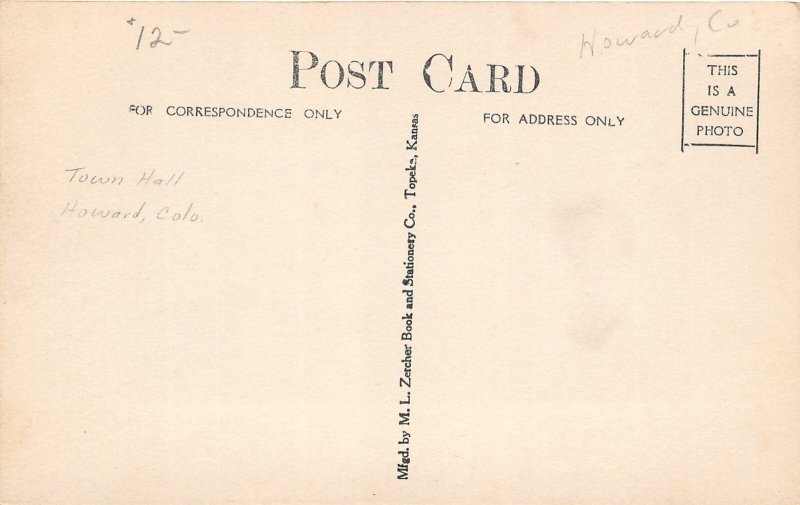 $12-
Howard, Co
POST CARD
FOR CORRESPONDENCE ONLY
FOR ADDRESS ONLY
THIS
IS A
GENUINE
PHOTO
Town Hall
Howard, Colo.
Mfgd. by M. L. Zercher Book and Stationery Co., Topeka, Kansas